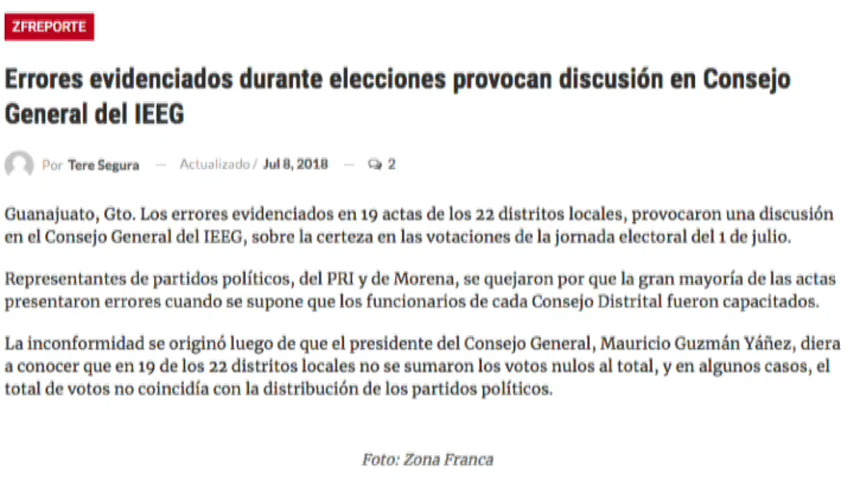 ZFREPORTE
Errores evidenciados durante elecciones provocan discusión en Consejo
General del IEEG
Por Tere Segura — Actualizado / Jul 8, 2018 — 2
Guanajuato, Gto. Los errores evidenciados en 19 actas de los 22 distritos locales, provocaron una discusión
en el Consejo General del IEEG, sobre la certeza en las votaciones de la jornada electoral del 1 de julio.
Representantes de partidos políticos, del PRI y de Morena, se quejaron por que la gran mayoría de las actas
presentaron errores cuando se supone que los funcionarios de cada Consejo Distrital fueron capacitados.
La inconformidad se originó luego de que el presidente del Consejo General, Mauricio Guzmán Yáñez, diera
a conocer que en 19 de los 22 distritos locales no se sumaron los votos nulos al total, y en algunos casos, el
total de votos no coincidía con la distribución de los partidos políticos.
Foto: Zona Franca